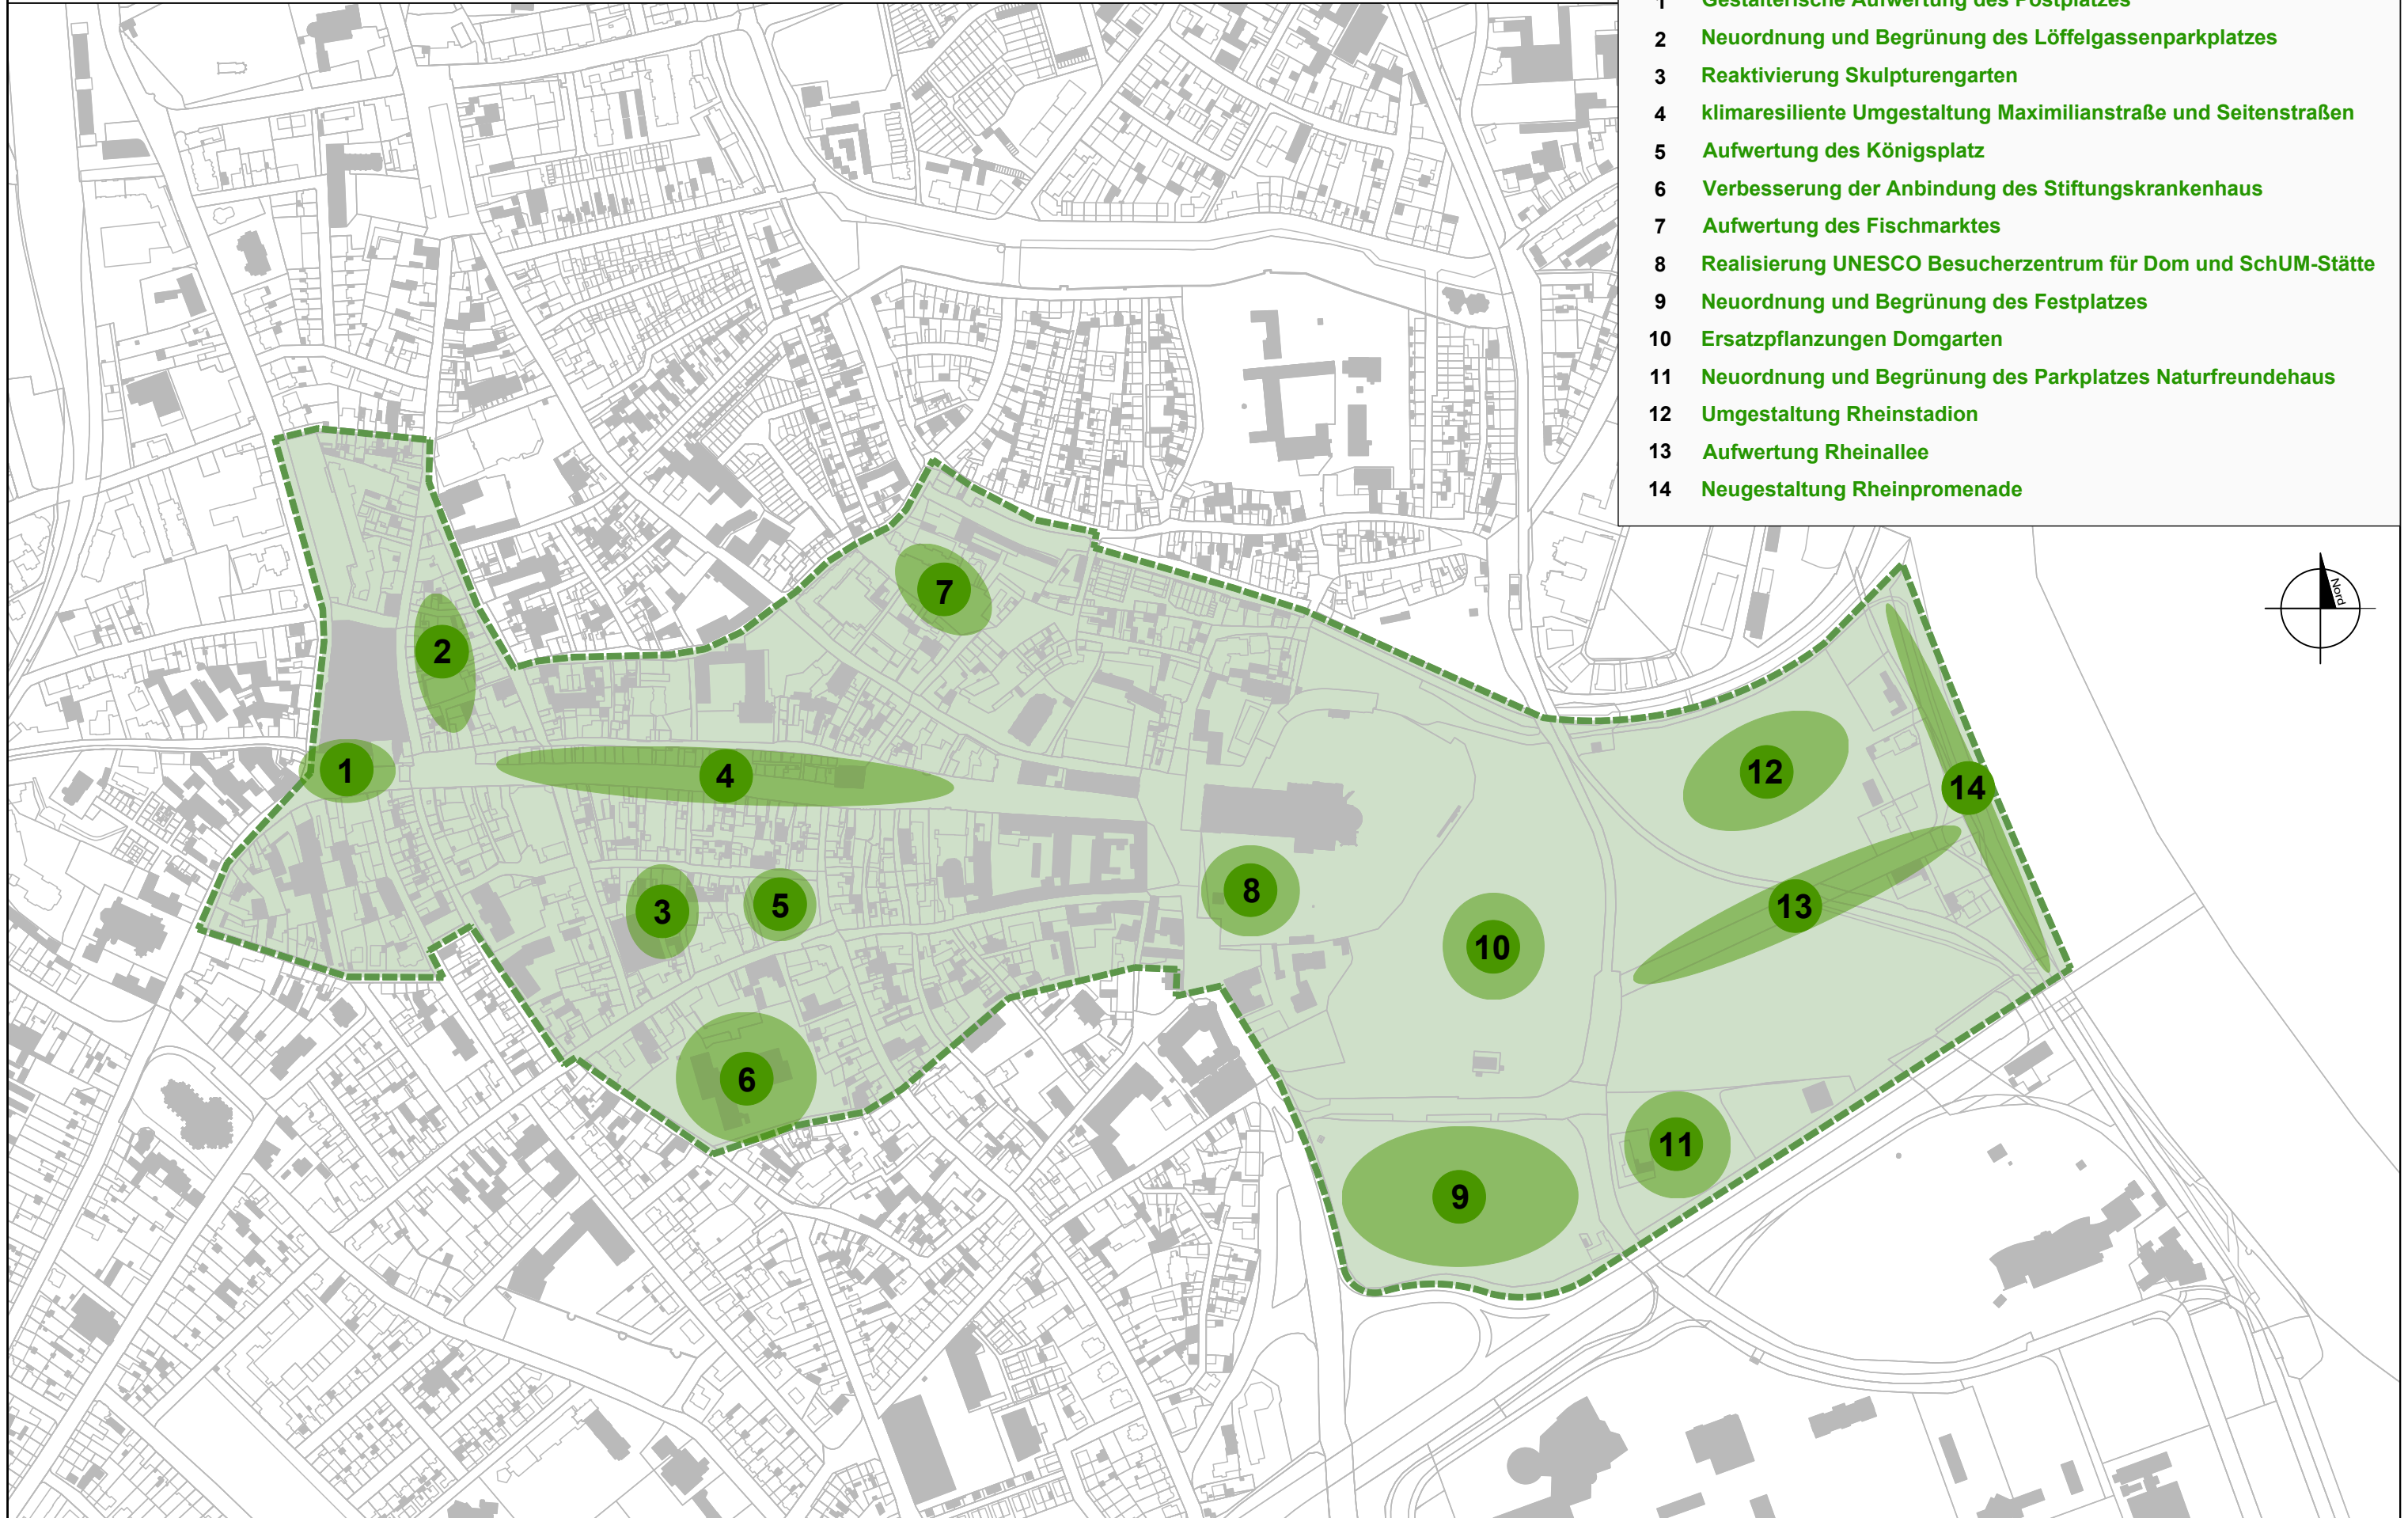 1 Gestalterische Aufwertung des Postplatzes
2 Neuordnung und Begrünung des Löffelgassenparkplatzes
3 Reaktivierung Skulpturengarten
4 klimaresiliente Umgestaltung Maximilianstraße und Seitenstraßen
5 Aufwertung des Königsplatz
6 Verbesserung der Anbindung des Stiftungskrankenhaus
7 Aufwertung des Fischmarktes
8 Realisierung UNESCO Besucherzentrum für Dom und SchUM-Stätte
9 Neuordnung und Begrünung des Festplatzes
10 Ersatzpflanzungen Domgarten
11 Neuordnung und Begrünung des Parkplatzes Naturfreundehaus
12 Umgestaltung Rheinstadion
13 Aufwertung Rheinallee
14 Neugestaltung Rheinpromenade
Nord
7
2
1
4
12
14
3
5
8
13
10
6
11
9